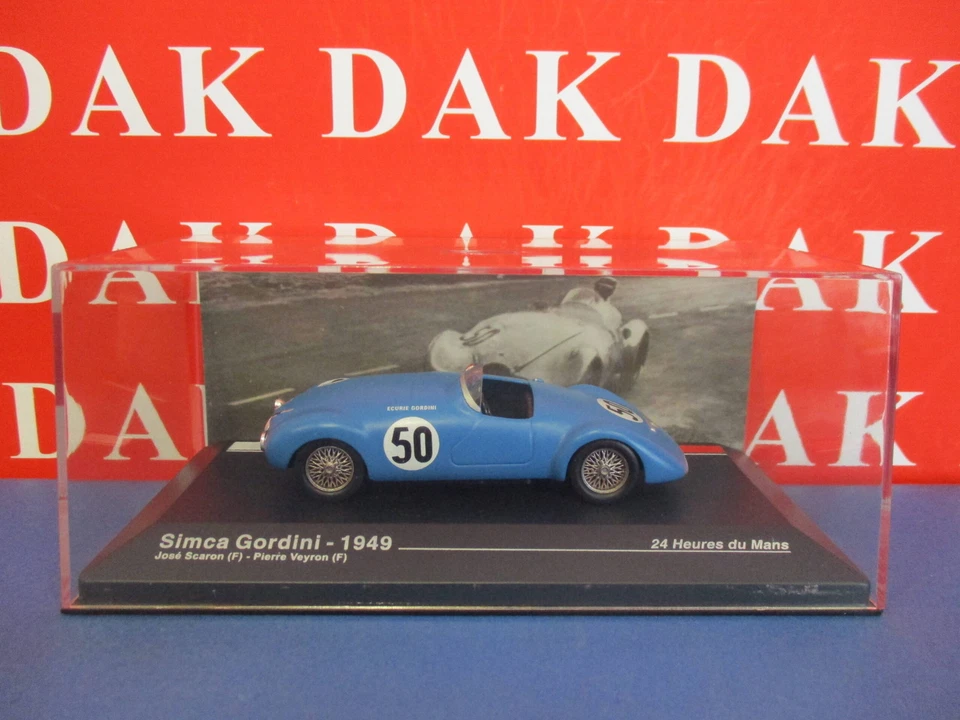 DAK DAK DAK
DAK DAK DAK DAK
DAK DAK
ECURIE GORDINI
50
50
Simca Gordini - 1949
José Scaron (F) - Pierre Veyron (F)
24 Heures du Mans